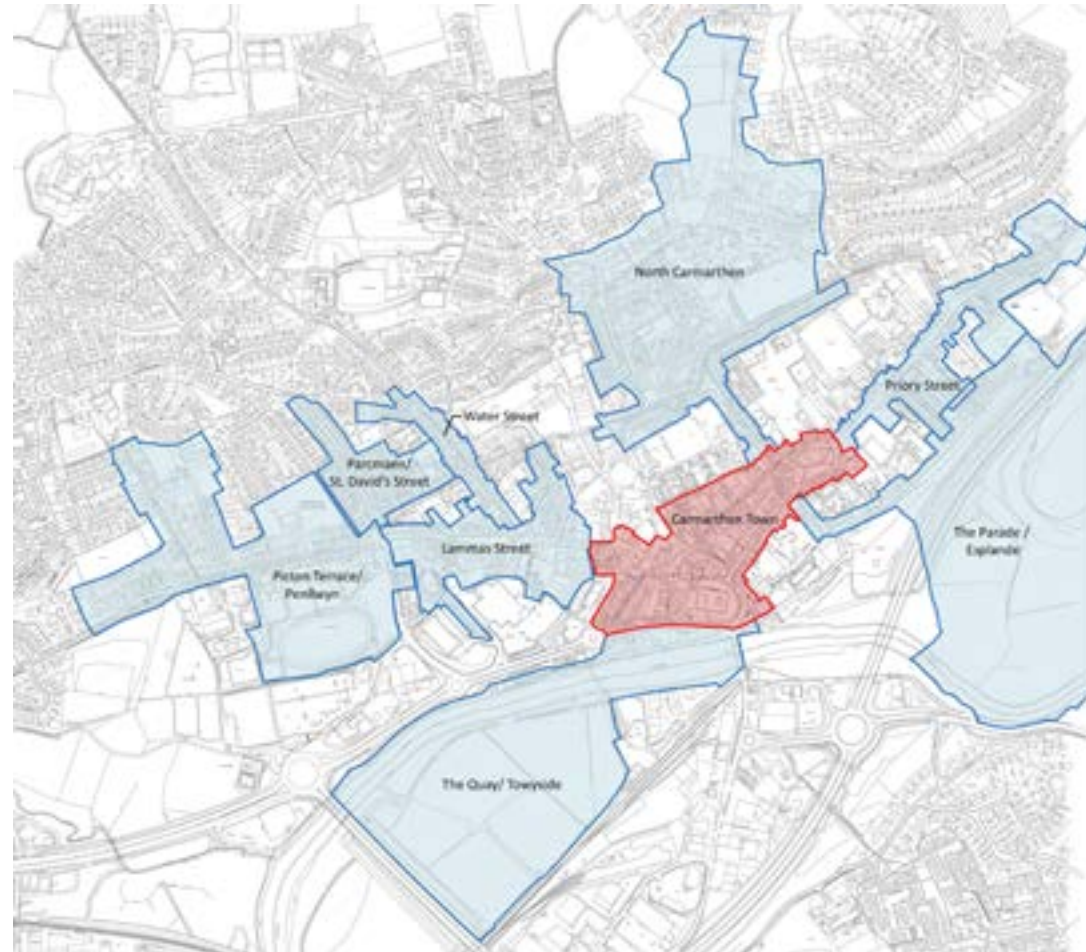 North Carmarthen
Priory Street
Water Street
Parcmaen/
St. David's Street
Carmarthen Town
Lammas Street
The Parade /
Esplande
Picton Terrace/
Penllwyn
The Quay/ Towyside